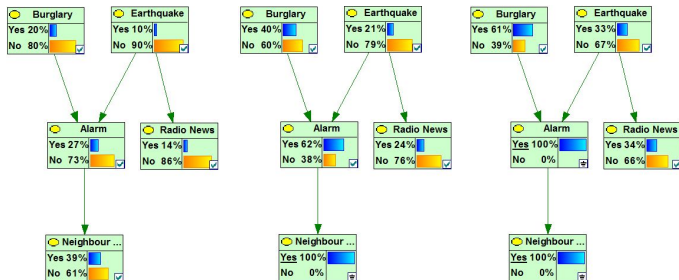 Burglary
Yes 20%
No 80%
Earthquake
Yes 10%
No 90%
Alarm
Yes 27%
No 73%
Radio News
Yes 14%
No 86%
Neighbour ...
Yes 39%
No 61%
Burglary
Yes 40%
No 60%
Earthquake
Yes 21%
No 79%
Alarm
Yes 62%
No 38%
Radio News
Yes 24%
No 76%
Neighbour ...
Yes 100%
No 0%
Burglary
Yes 61%
No 39%
Earthquake
Yes 33%
No 67%
Alarm
Yes 100%
No 0%
Radio News
Yes 34%
No 66%
Neighbour ...
Yes 100%
No 0%